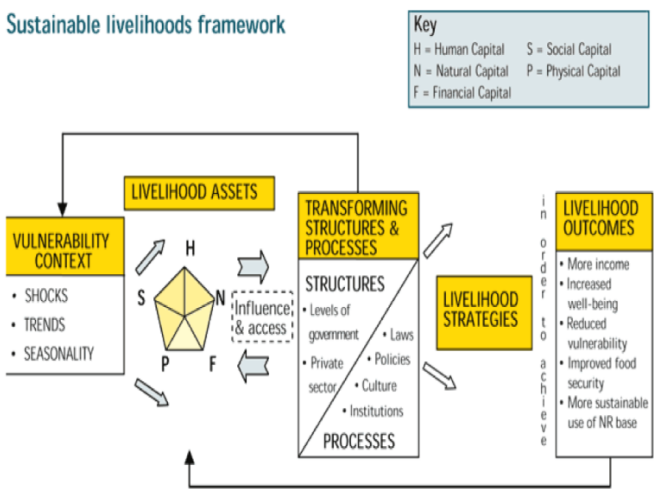 Sustainable livelihoods framework
Key
H = Human Capital S = Social Capital
N = Natural Capital P = Physical Capital
F = Financial Capital
VULNERABILITY
CONTEXT
• SHOCKS
• TRENDS
• SEASONALITY
LIVELIHOOD ASSETS
H
S
N
P
F
Influence
& access
TRANSFORMING
STRUCTURES &
PROCESSES
STRUCTURES
• Levels of
government
• Private
sector
• Laws
• Policies
• Culture
• Institutions
PROCESSES
LIVELIHOOD
STRATEGIES
in order to achieve
LIVELIHOOD
OUTCOMES
• More income
• Increased
well-being
• Reduced
vulnerability
• Improved food
security
• More sustainable
use of NR base